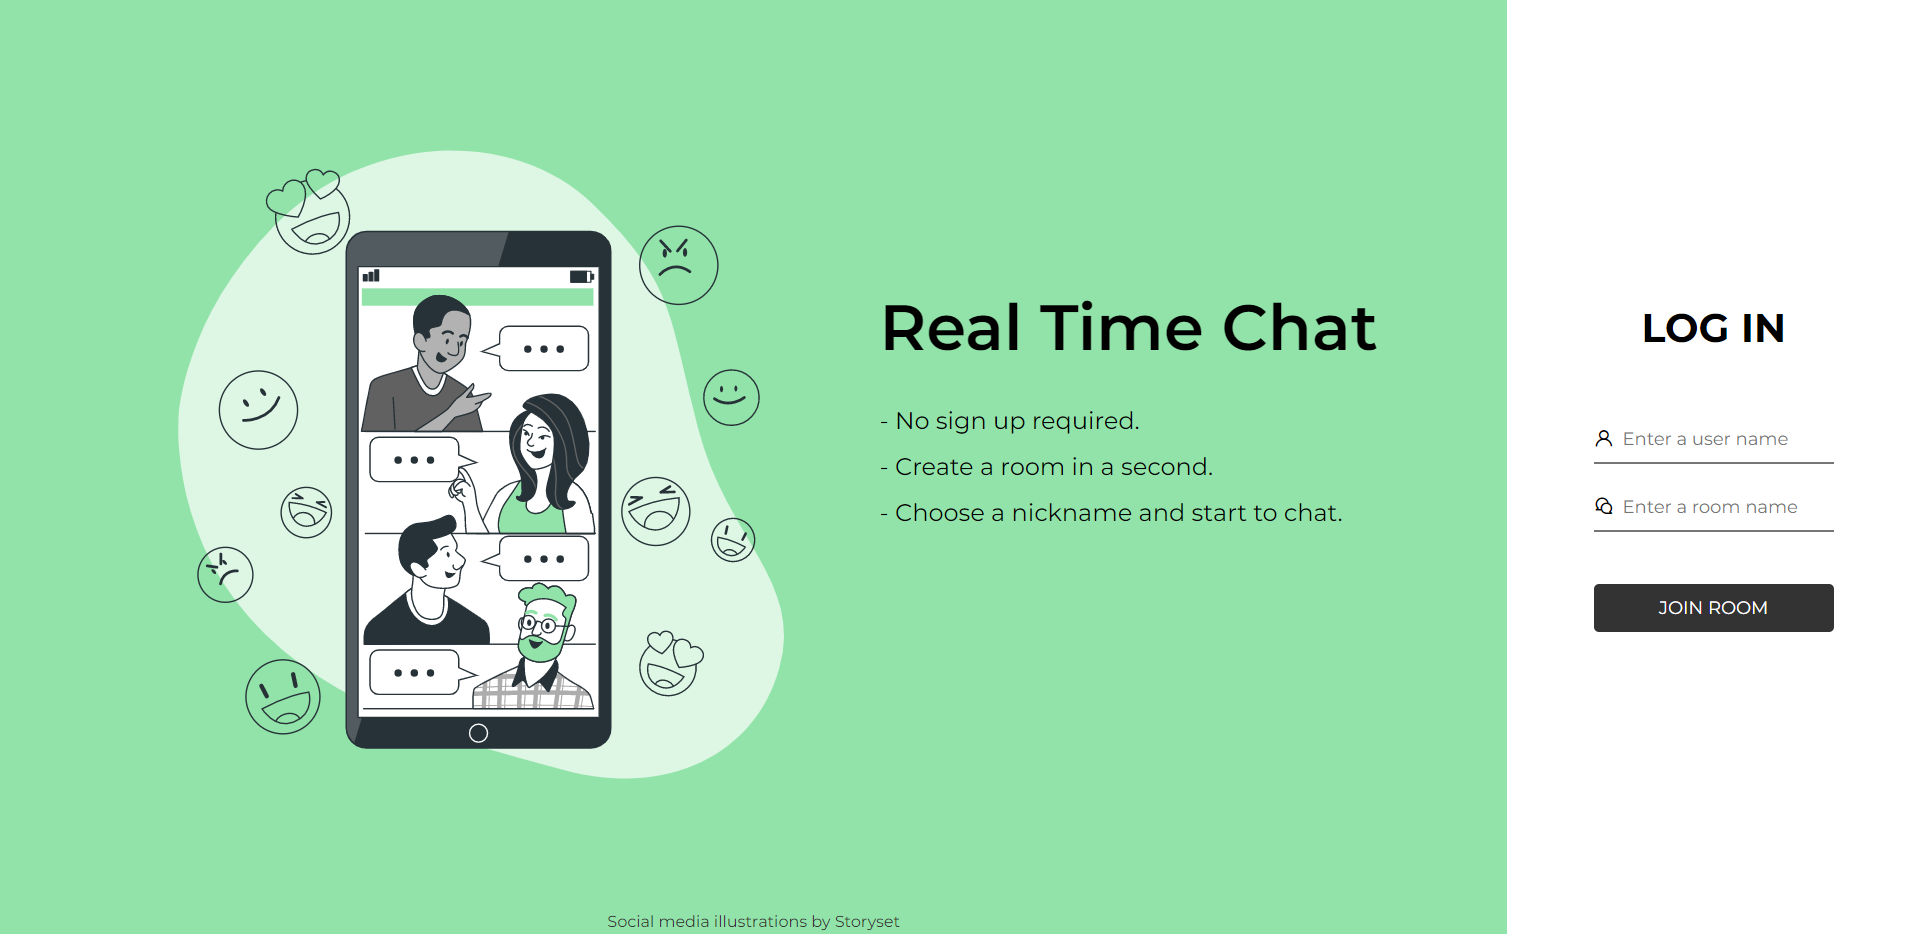 Real Time Chat
- No sign up required.
- Create a room in a second.
- Choose a nickname and start to chat.
Social media illustrations by Storyset
LOG IN
Enter a user name
Enter a room name
JOIN ROOM